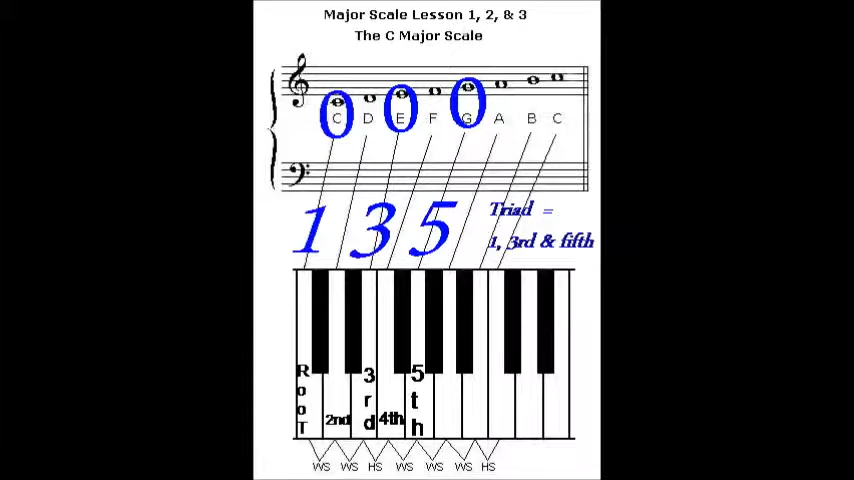 Major Scale Lesson 1, 2, & 3
The C Major Scale
C D E F G A B C
1 3 5
Triad =
1, 3rd & fifth
RooT
2nd
3rd
4th
5th
WS WS HS WS WS WS HS